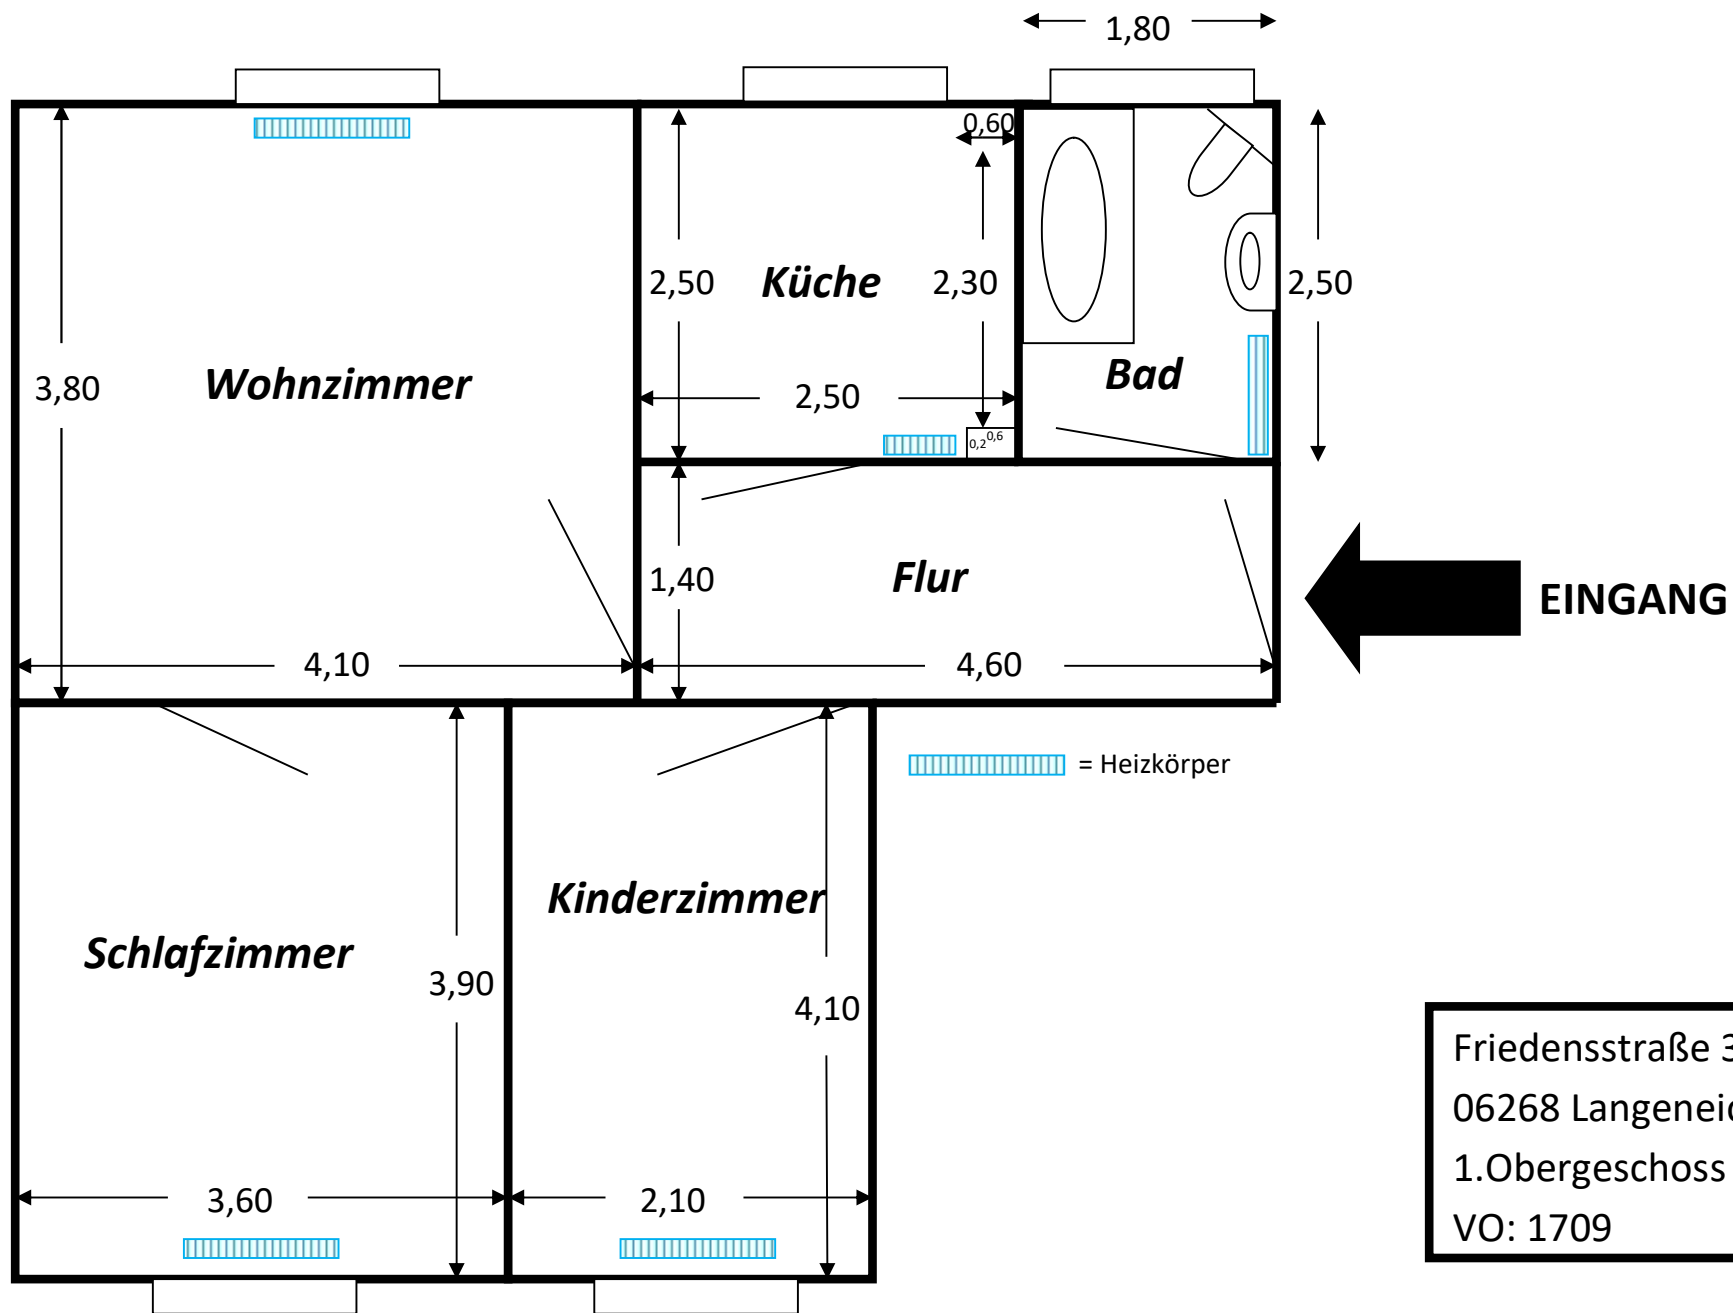 1,80
0,60
2,50
Küche
2,30
2,50
3,80
Wohnzimmer
2,50
Bad
0,2
0,6
1,40
Flur
EINGANG
4,10
4,60
= Heizkörper
Kinderzimmer
Schlafzimmer
3,90
4,10
3,60
2,10
Friedensstraße
06268
1.Obergeschoss
VO: 1709